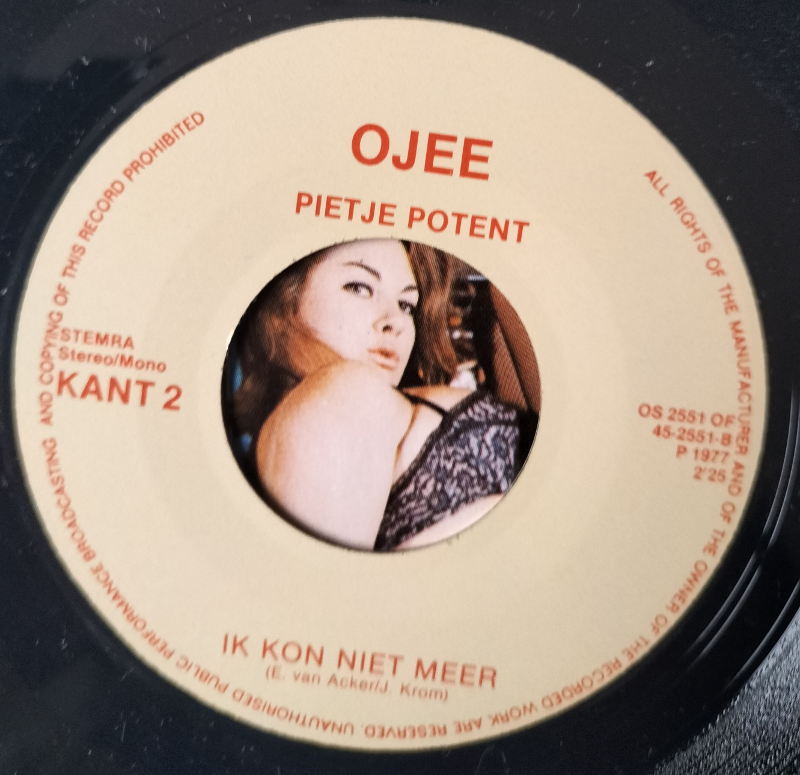 OJEE
PIETJE POTENT
STEMRA
Stereo/Mono
KANT 2
OS 2551 OF
45-2551-B
P 1977
2'25
IK KON NIET MEER
(E. van Acker/J. Krom)
ALL RIGHTS OF THE MANUFACTURER AND OF THE OWNER OF THE RECORDED WORK ARE RESERVED. UNAUTHORISED PUBLIC PERFORMANCE BROADCASTING AND COPYING OF THIS RECORD PROHIBITED